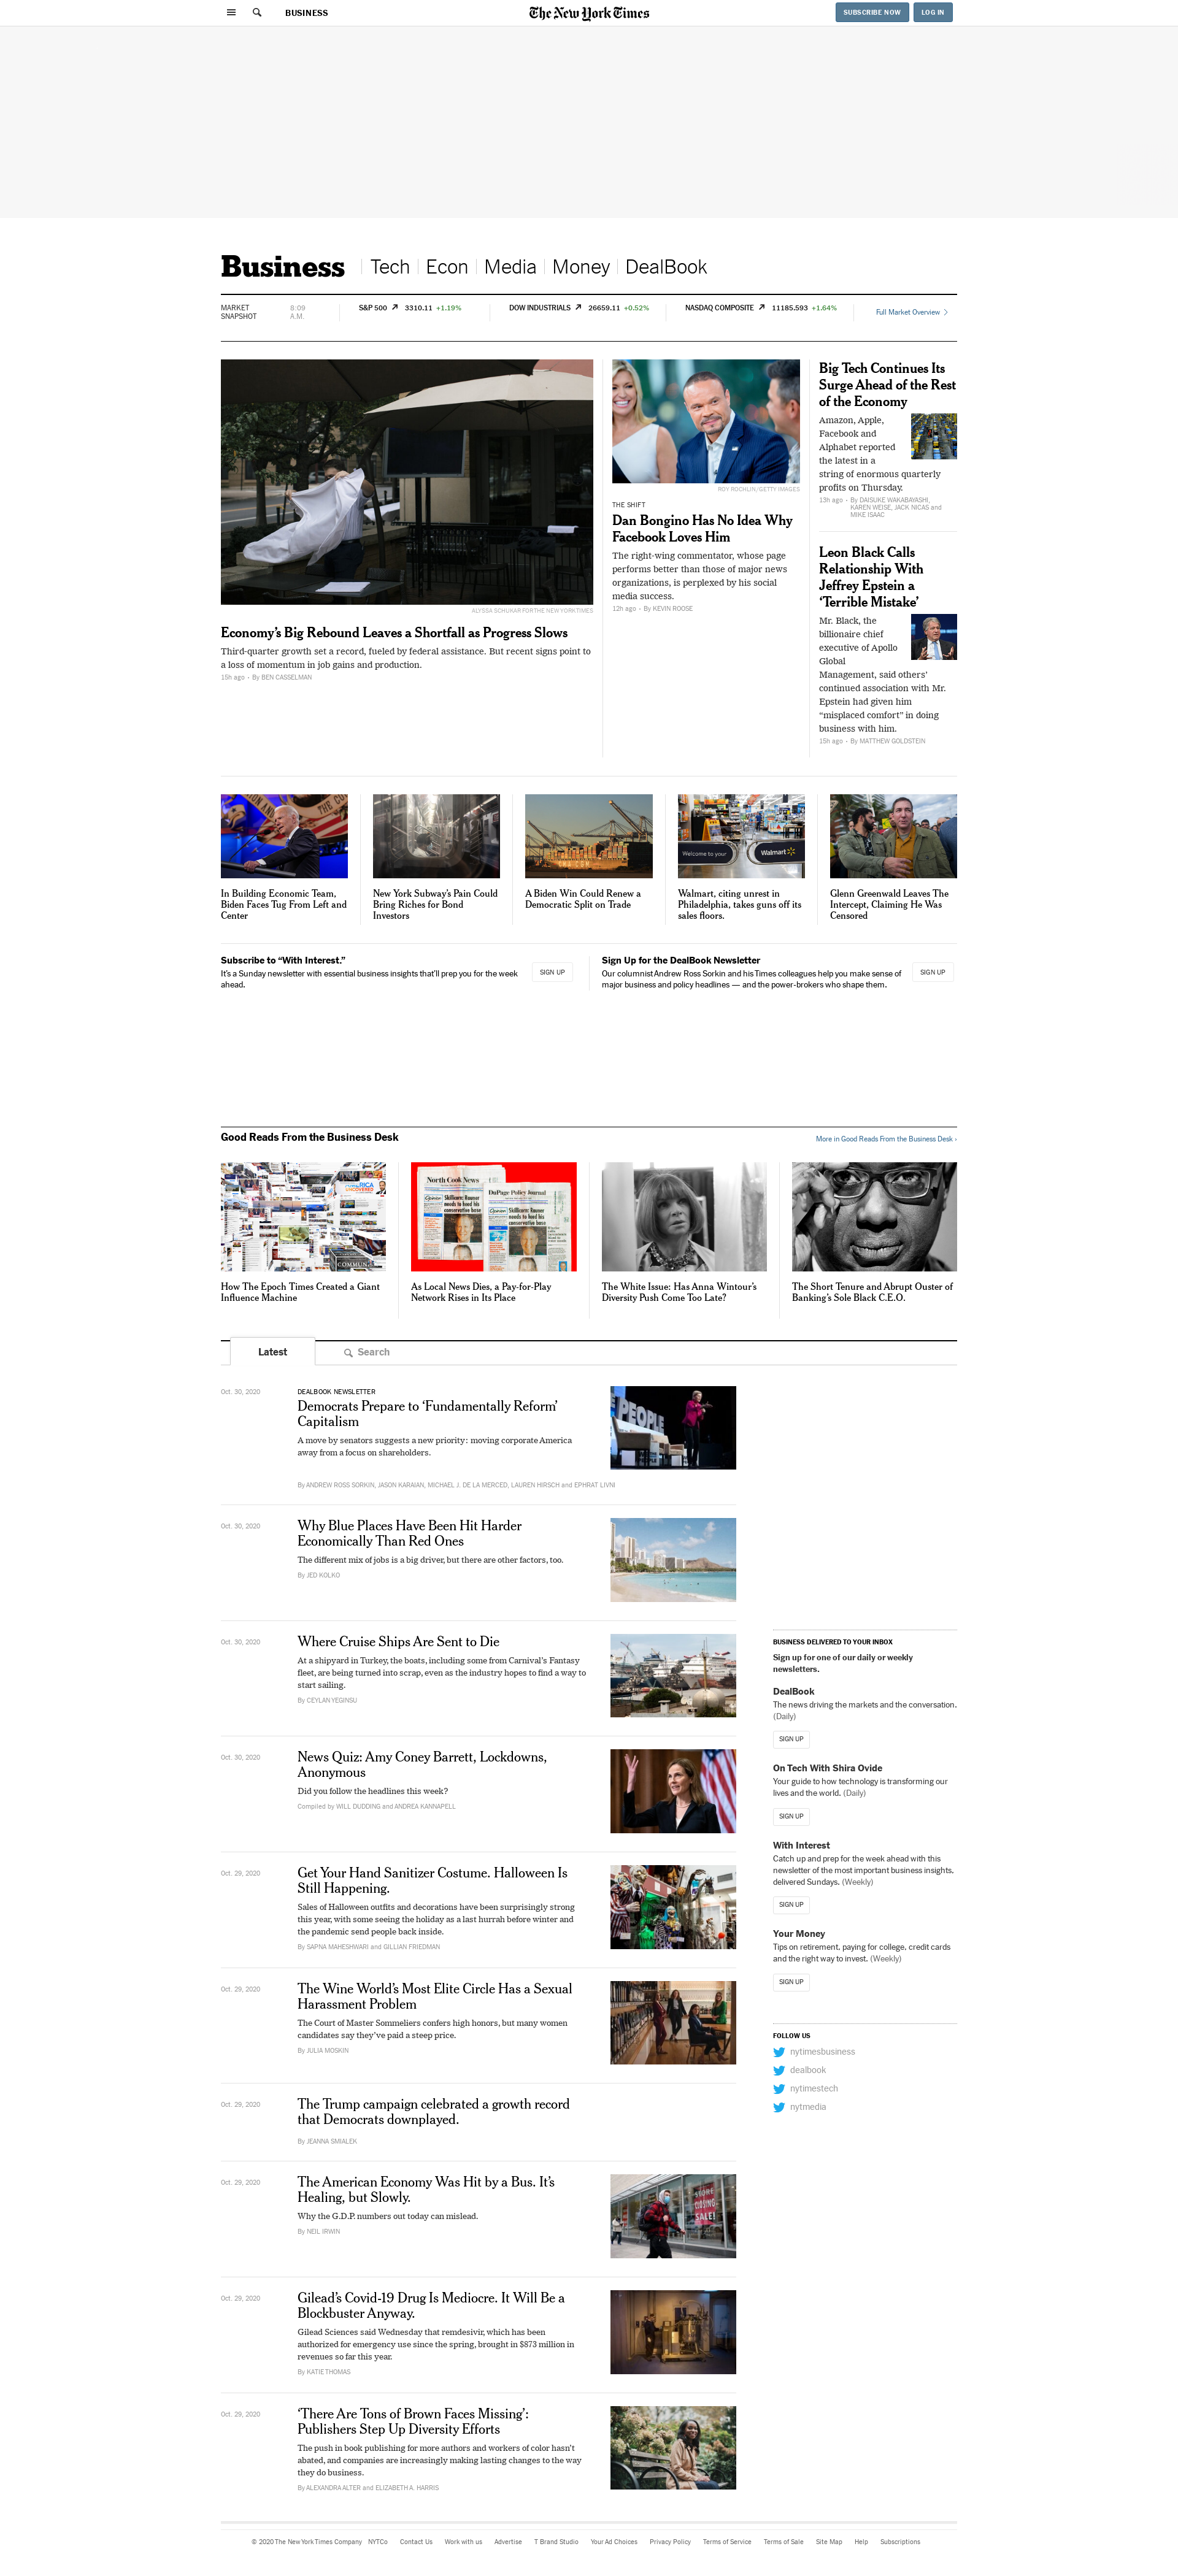 BUSINESS
The New York Times
SUBSCRIBE NOW
LOG IN
Business
Tech
Econ
Media
Money
DealBook
MARKET
SNAPSHOT
8:09
A.M.
S&P 500 3310.11 +1.19%
DOW INDUSTRIALS 26659.11 +0.52%
NASDAQ COMPOSITE 11185.593 +1.64%
Full Market Overview
ALYSSA SCHUKAR FOR THE NEW YORK TIMES
Economy’s Big Rebound Leaves a Shortfall as Progress Slows
Third-quarter growth set a record, fueled by federal assistance. But recent signs point to
a loss of momentum in job gains and production.
15h ago • By BEN CASSELMAN
ROY ROCHLIN/GETTY IMAGES
THE SHIFT
Dan Bongino Has No Idea Why
Facebook Loves Him
The right-wing commentator, whose page
performs better than those of major news
organizations, is perplexed by his social
media success.
12h ago • By KEVIN ROOSE
Big Tech Continues Its
Surge Ahead of the Rest
of the Economy
Amazon, Apple,
Facebook and
Alphabet reported
the latest in a
string of enormous quarterly
profits on Thursday.
13h ago • By DAISUKE WAKABAYASHI,
KAREN WEISE, JACK NICAS and
MIKE ISAAC
Leon Black Calls
Relationship With
Jeffrey Epstein a
‘Terrible Mistake’
Mr. Black, the
billionaire chief
executive of Apollo
Global
Management, said others’
continued association with Mr.
Epstein had given him
“misplaced comfort” in doing
business with him.
15h ago • By MATTHEW GOLDSTEIN
In Building Economic Team,
Biden Faces Tug From Left and
Center
New York Subway’s Pain Could
Bring Riches for Bond
Investors
A Biden Win Could Renew a
Democratic Split on Trade
Welcome to your
Walmart
Walmart, citing unrest in
Philadelphia, takes guns off its
sales floors.
Glenn Greenwald Leaves The
Intercept, Claiming He Was
Censored
Subscribe to “With Interest.”
It’s a Sunday newsletter with essential business insights that’ll prep you for the week
ahead.
SIGN UP
Sign Up for the DealBook Newsletter
Our columnist Andrew Ross Sorkin and his Times colleagues help you make sense of
major business and policy headlines — and the power-brokers who shape them.
SIGN UP
Good Reads From the Business Desk
More in Good Reads From the Business Desk ›
How The Epoch Times Created a Giant
Influence Machine
North Cook News
DuPage Policy Journal
As Local News Dies, a Pay-for-Play
Network Rises in Its Place
The White Issue: Has Anna Wintour’s
Diversity Push Come Too Late?
The Short Tenure and Abrupt Ouster of
Banking’s Sole Black C.E.O.
Latest
Search
Oct. 30, 2020
DEALBOOK NEWSLETTER
Democrats Prepare to ‘Fundamentally Reform’
Capitalism
A move by senators suggests a new priority: moving corporate America
away from a focus on shareholders.
By ANDREW ROSS SORKIN, JASON KARAIAN, MICHAEL J. DE LA MERCED, LAUREN HIRSCH and EPHRAT LIVNI
PEOPLE
Oct. 30, 2020
Why Blue Places Have Been Hit Harder
Economically Than Red Ones
The different mix of jobs is a big driver, but there are other factors, too.
By JED KOLKO
Oct. 30, 2020
Where Cruise Ships Are Sent to Die
At a shipyard in Turkey, the boats, including some from Carnival’s Fantasy
fleet, are being turned into scrap, even as the industry hopes to find a way to
start sailing.
By CEYLAN YEGINSU
Oct. 30, 2020
News Quiz: Amy Coney Barrett, Lockdowns,
Anonymous
Did you follow the headlines this week?
Compiled by WILL DUDDING and ANDREA KANNAPELL
Oct. 29, 2020
Get Your Hand Sanitizer Costume. Halloween Is
Still Happening.
Sales of Halloween outfits and decorations have been surprisingly strong
this year, with some seeing the holiday as a last hurrah before winter and
the pandemic send people back inside.
By SAPNA MAHESHWARI and GILLIAN FRIEDMAN
Oct. 29, 2020
The Wine World’s Most Elite Circle Has a Sexual
Harassment Problem
The Court of Master Sommeliers confers high honors, but many women
candidates say they’ve paid a steep price.
By JULIA MOSKIN
Oct. 29, 2020
The Trump campaign celebrated a growth record
that Democrats downplayed.
By JEANNA SMIALEK
Oct. 29, 2020
The American Economy Was Hit by a Bus. It’s
Healing, but Slowly.
Why the G.D.P. numbers out today can mislead.
By NEIL IRWIN
STORE
CLOSING
SALE!
Oct. 29, 2020
Gilead’s Covid-19 Drug Is Mediocre. It Will Be a
Blockbuster Anyway.
Gilead Sciences said Wednesday that remdesivir, which has been
authorized for emergency use since the spring, brought in $873 million in
revenues so far this year.
By KATIE THOMAS
Oct. 29, 2020
‘There Are Tons of Brown Faces Missing’:
Publishers Step Up Diversity Efforts
The push in book publishing for more authors and workers of color hasn’t
abated, and companies are increasingly making lasting changes to the way
they do business.
By ALEXANDRA ALTER and ELIZABETH A. HARRIS
BUSINESS DELIVERED TO YOUR INBOX
Sign up for one of our daily or weekly
newsletters.
DealBook
The news driving the markets and the conversation.
(Daily)
SIGN UP
On Tech With Shira Ovide
Your guide to how technology is transforming our
lives and the world. (Daily)
SIGN UP
With Interest
Catch up and prep for the week ahead with this
newsletter of the most important business insights,
delivered Sundays. (Weekly)
SIGN UP
Your Money
Tips on retirement, paying for college, credit cards
and the right way to invest. (Weekly)
SIGN UP
FOLLOW US
nytimesbusiness
dealbook
nytimestech
nytmedia
© 2020 The New York Times Company NYTCo Contact Us Work with us Advertise T Brand Studio Your Ad Choices Privacy Policy Terms of Service Terms of Sale Site Map Help Subscriptions